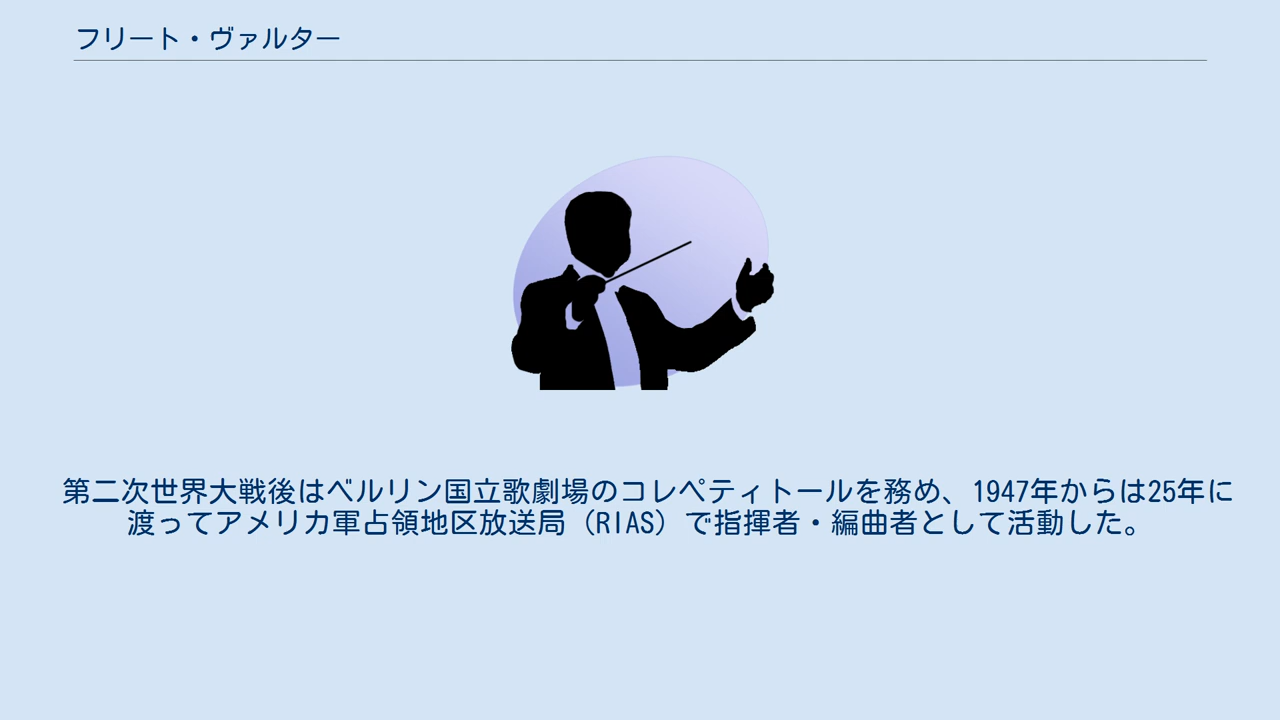 フリート・ヴァルター
第二次世界大戦後はベルリン国立歌劇場のコレペティトールを務め、1947年からは25年に
渡ってアメリカ軍占領地区放送局（RIAS）で指揮者・編曲者として活動した。